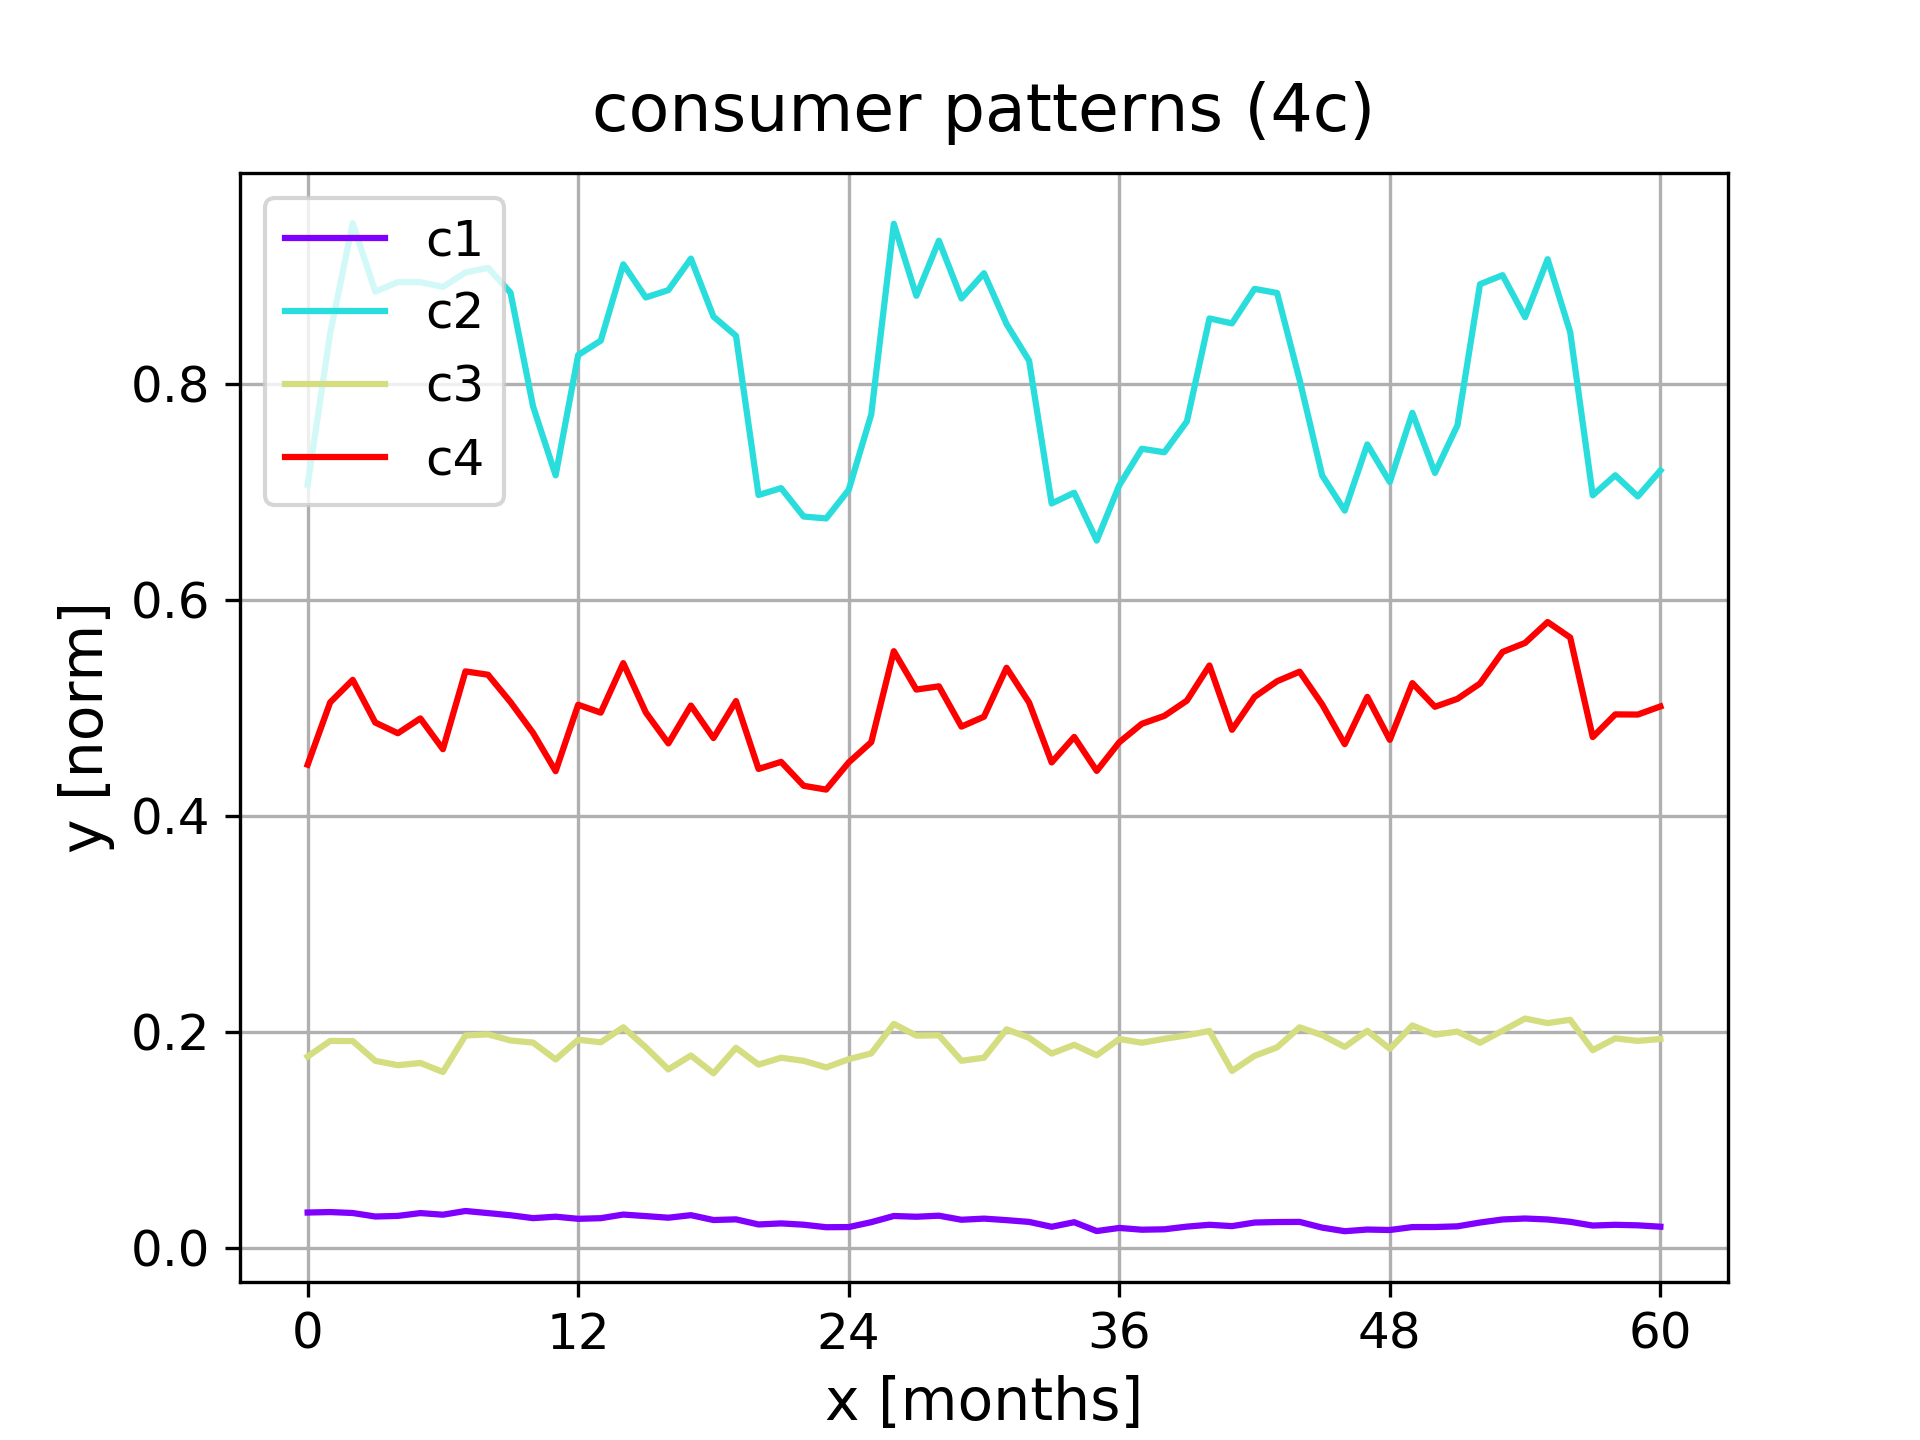 consumer patterns (4c)
c1
c2
c3
c4
y [norm]
0.8
0.6
0.4
0.2
0.0
0 12 24 36 48 60
x [months]